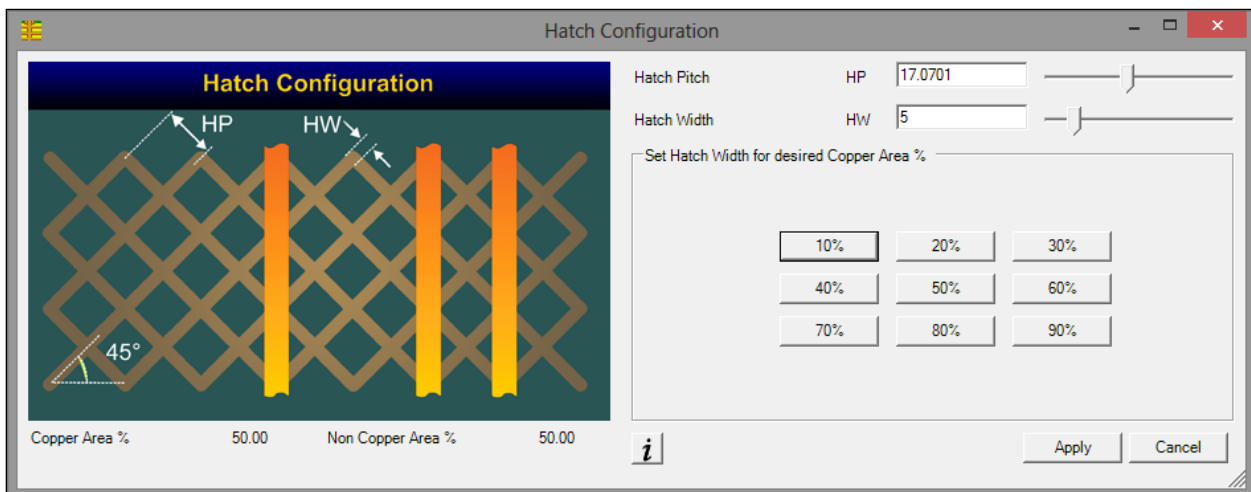 Hatch Configuration
Hatch Configuration
HP
HW
45°
Copper Area % 50.00 Non Copper Area % 50.00
Hatch Pitch HP 17.0701
Hatch Width HW 5
Set Hatch Width for desired Copper Area %
10% 20% 30%
40% 50% 60%
70% 80% 90%
i
Apply Cancel